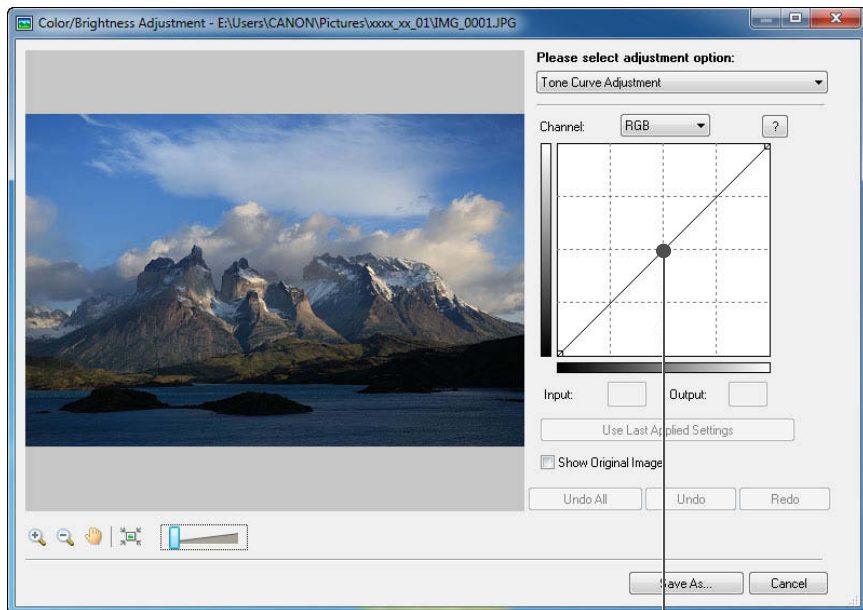 Color/Brightness Adjustment - E:\Users\CANON\Pictures\xxxx_xx_01\IMG_0001.JPG
Please select adjustment option:
Tone Curve Adjustment
Channel: RGB ?
Input: Output:
Use Last Applied Settings
Show Original Image
Undo All Undo Redo
Save As... Cancel